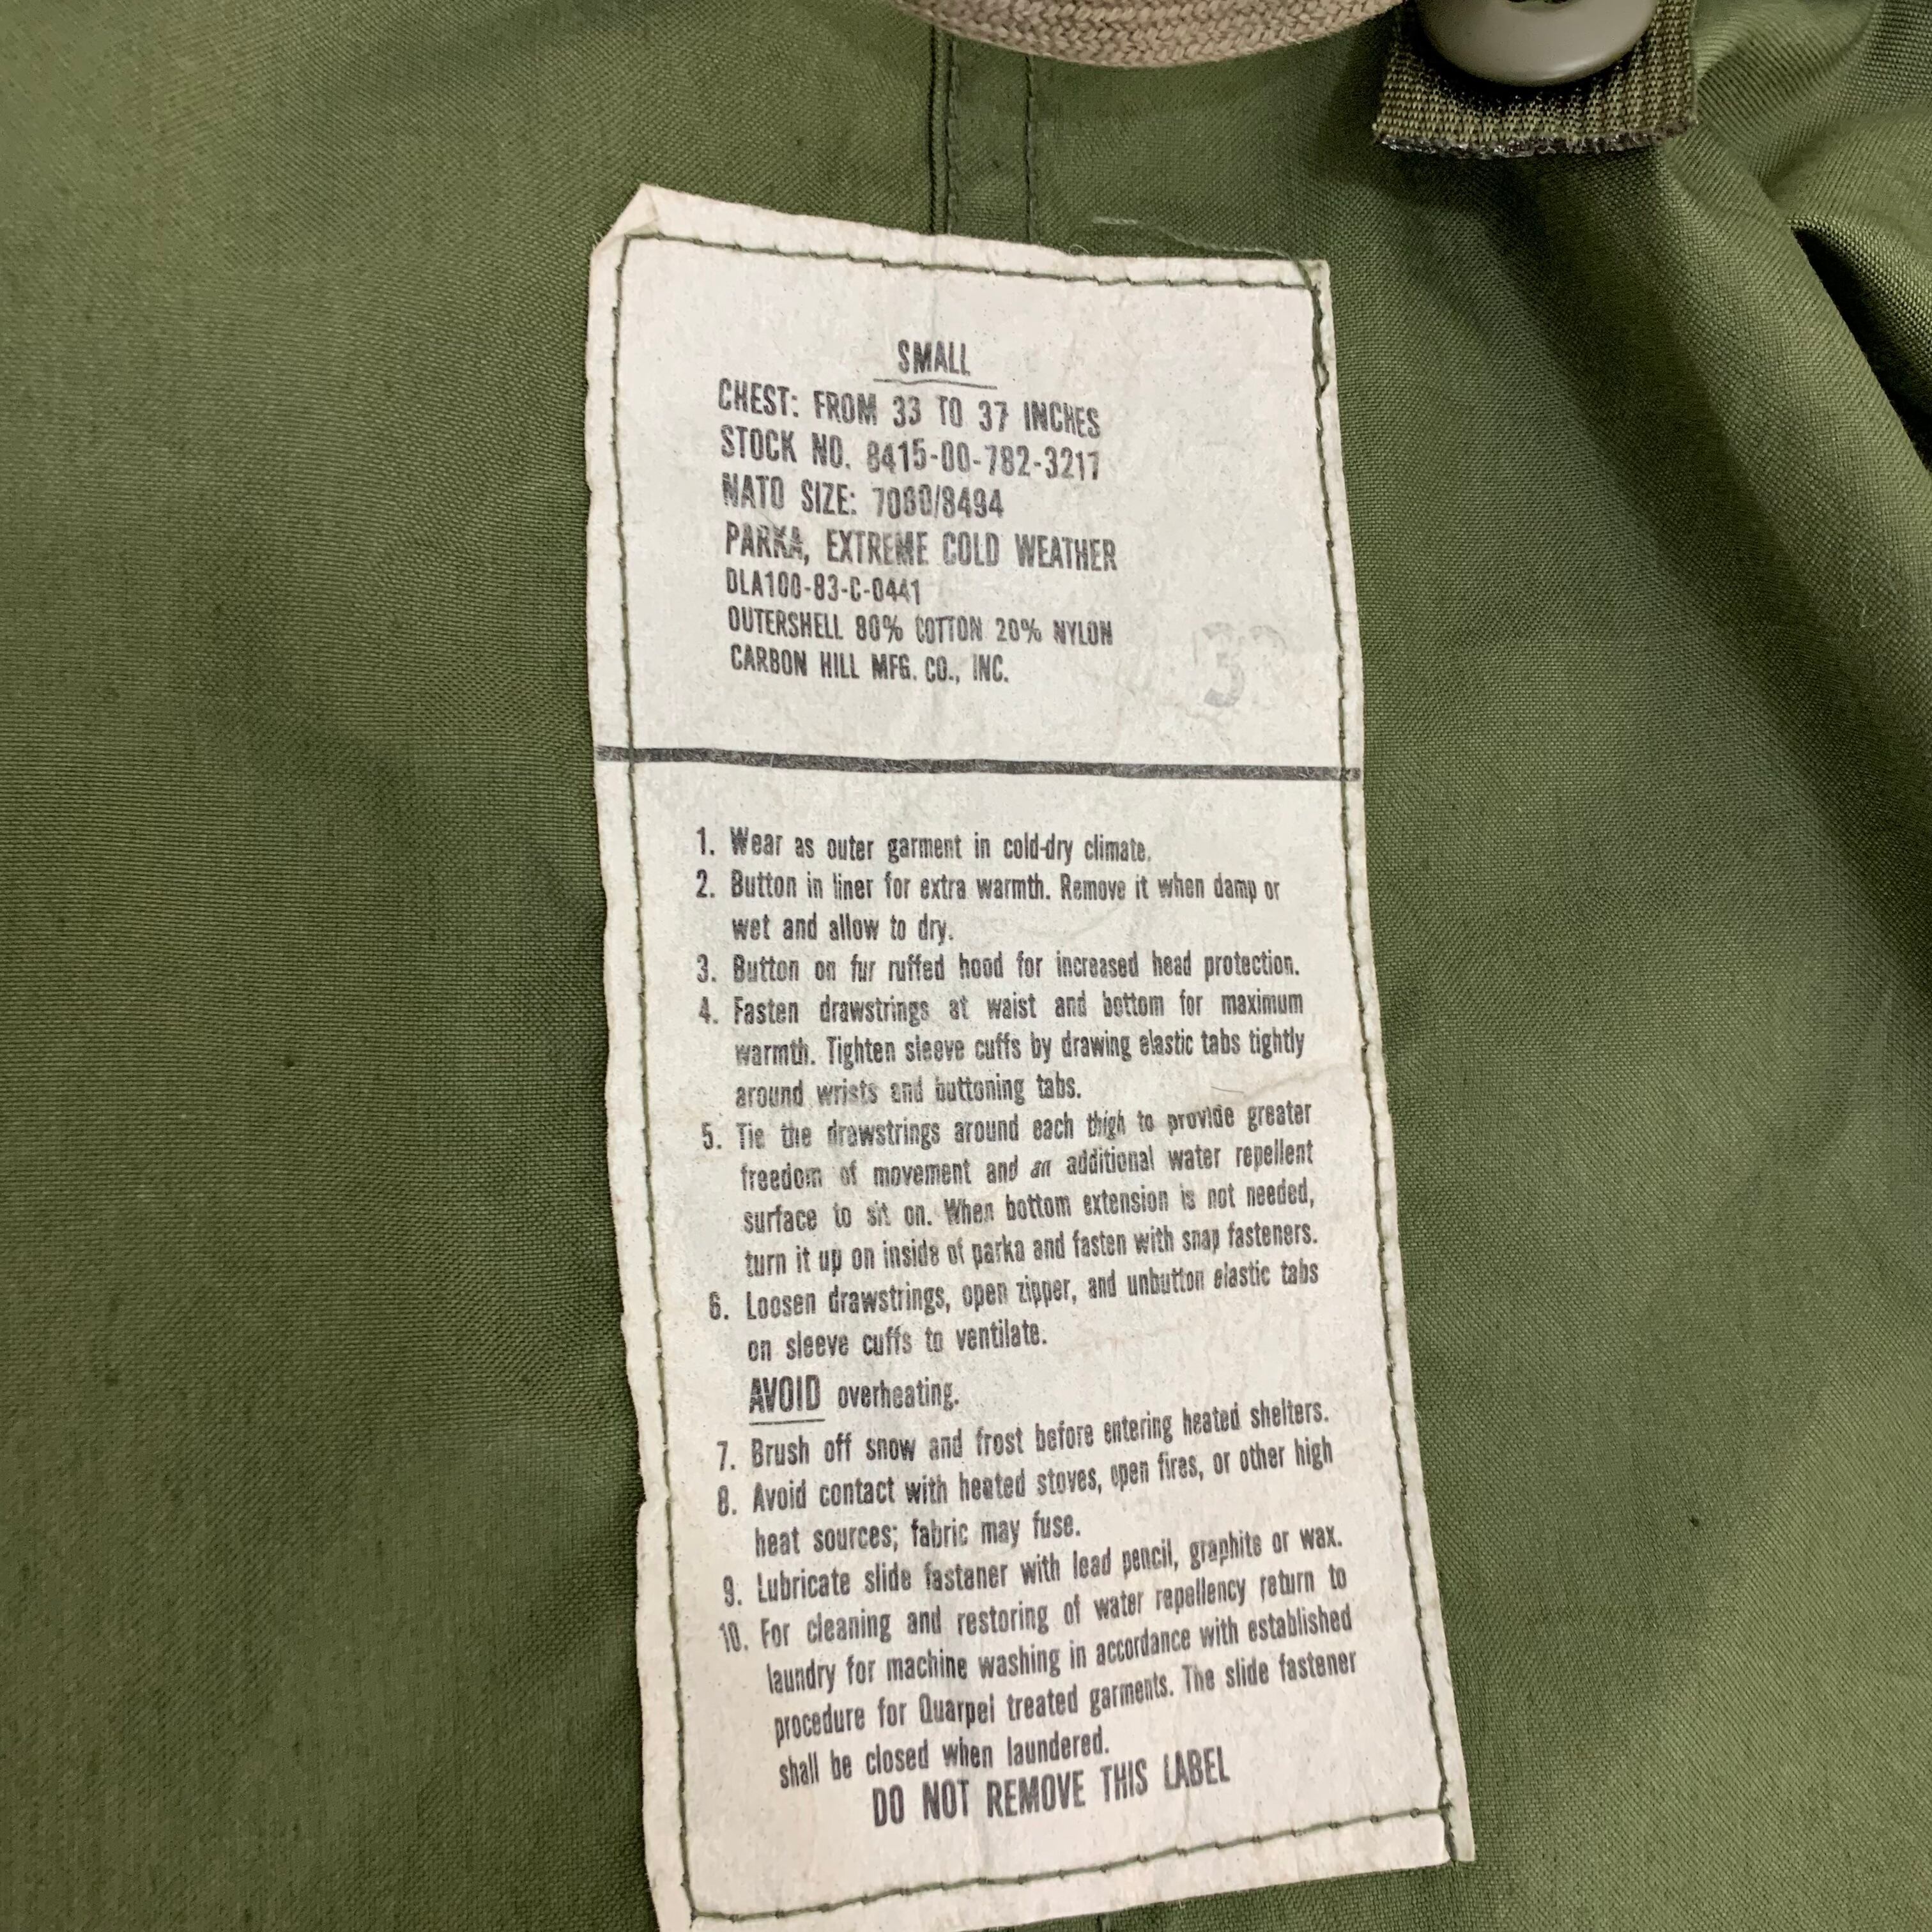 SMALL
CHEST: FROM 33 TO 37 INCHES
STOCK NO. 8415-00-782-3217
NATO SIZE: 7080/8494
PARKA, EXTREME COLD WEATHER
DLA100-83-C-0441
OUTERSHELL 80% COTTON 20% NYLON
CARBON HILL MFG. CO., INC.
1. Wear as outer garment in cold-dry climate.
2. Button in liner for extra warmth. Remove it when damp or
wet and allow to dry.
3. Button on fur ruffed hood for increased head protection.
4. Fasten drawstrings at waist and bottom for maximum
warmth. Tighten sleeve cuffs by drawing elastic tabs tightly
around wrists and buttoning tabs.
5. Tie the drawstrings around each thigh to provide greater
freedom of movement and an additional water repellent
surface to sit on. When bottom extension is not needed,
turn it up on inside of parka and fasten with snap fasteners.
6. Loosen drawstrings, open zipper, and unbutton elastic tabs
on sleeve cuffs to ventilate.
AVOID overheating.
7. Brush off snow and frost before entering heated shelters.
8. Avoid contact with heated stoves, open fires, or other high
heat sources; fabric may fuse.
9. Lubricate slide fastener with lead pencil, graphite or wax.
10. For cleaning and restoring of water repellency return to
laundry for machine washing in accordance with established
procedure for Quarpel treated garments. The slide fastener
shall be closed when laundered.
DO NOT REMOVE THIS LABEL